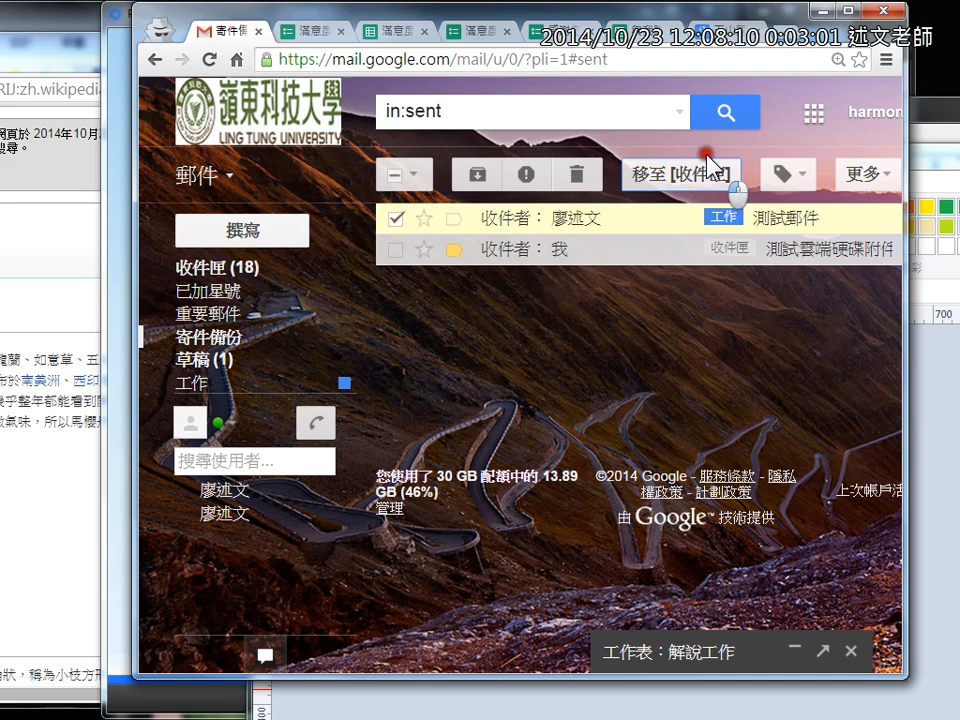 2014/10/23 12:08:10 0:03:01 述文老師
寄件備
滿意度
滿意度
滿意度
https://mail.google.com/mail/u/0/?pli=1#sent
RIJ:zh.wikipedia
網頁於 2014年10月
搜尋。
嶺東科技大學
LING TUNG UNIVERSITY
in:sent
harmon
郵件
移至 [收件匣]
更多
撰寫
收件者： 廖述文 工作 測試郵件
收件者： 我 收件匣 測試雲端硬碟附件
收件匣 (18)
已加星號
重要郵件
寄件備份
草稿 (1)
工作
700
龍蘭、如意草、五
布於南美洲、西印
幾乎整年都能看到
激氣味，所以馬櫻丹
搜尋使用者...
廖述文
廖述文
您使用了 30 GB 配額中的 13.89
GB (46%)
管理
©2014 Google - 服務條款 - 隱私
權政策 - 計劃政策
由 Google™ 技術提供
上次帳戶活
工作表：解說工作
狀，稱為小枝方形